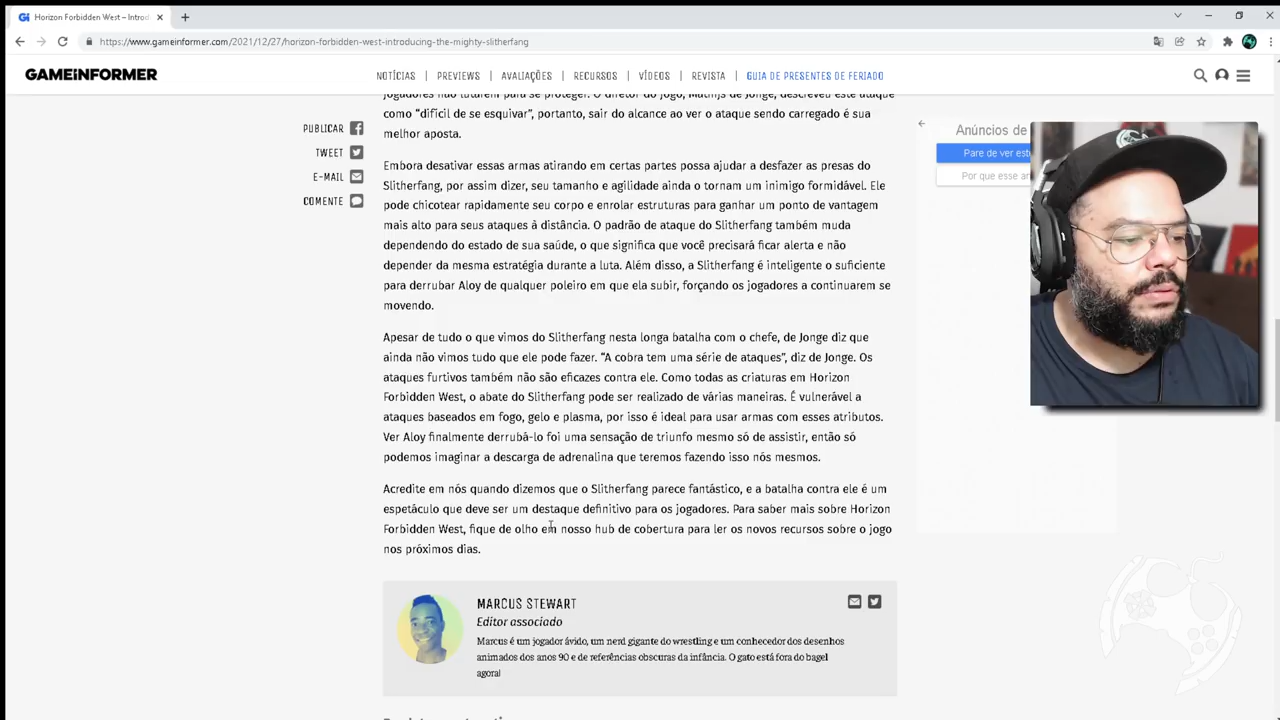 Horizon Forbidden West – Introd
https://www.gameinformer.com/2021/12/27/horizon-forbidden-west-introducing-the-mighty-slitherfang
GAMEINFORMER
NOTÍCIAS | PREVIEWS | AVALIAÇÕES | RECURSOS | VÍDEOS | REVISTA | GUIA DE PRESENTES DE FERIADO
PUBLICAR
TWEET
E-MAIL
COMENTE
jogadores não lutarem para se proteger. O diretor do jogo, Mathijs de Jonge, descreveu este ataque
como “difícil de se esquivar”, portanto, sair do alcance ao ver o ataque sendo carregado é sua
melhor aposta.
Embora desativar essas armas atirando em certas partes possa ajudar a desfazer as presas do
Slitherfang, por assim dizer, seu tamanho e agilidade ainda o tornam um inimigo formidável. Ele
pode chicotear rapidamente seu corpo e enrolar estruturas para ganhar um ponto de vantagem
mais alto para seus ataques à distância. O padrão de ataque do Slitherfang também muda
dependendo do estado de sua saúde, o que significa que você precisará ficar alerta e não
depender da mesma estratégia durante a luta. Além disso, a Slitherfang é inteligente o suficiente
para derrubar Aloy de qualquer poleiro em que ela subir, forçando os jogadores a continuarem se
movendo.
Apesar de tudo o que vimos do Slitherfang nesta longa batalha com o chefe, de Jonge diz que
ainda não vimos tudo que ele pode fazer. “A cobra tem uma série de ataques”, diz de Jonge. Os
ataques furtivos também não são eficazes contra ele. Como todas as criaturas em Horizon
Forbidden West, o abate do Slitherfang pode ser realizado de várias maneiras. É vulnerável a
ataques baseados em fogo, gelo e plasma, por isso é ideal para usar armas com esses atributos.
Ver Aloy finalmente derrubá-lo foi uma sensação de triunfo mesmo só de assistir, então só
podemos imaginar a descarga de adrenalina que teremos fazendo isso nós mesmos.
Acredite em nós quando dizemos que o Slitherfang parece fantástico, e a batalha contra ele é um
espetáculo que deve ser um destaque definitivo para os jogadores. Para saber mais sobre Horizon
Forbidden West, fique de olho em nosso hub de cobertura para ler os novos recursos sobre o jogo
nos próximos dias.
MARCUS STEWART
Editor associado
Marcus é um jogador ávido, um nerd gigante do wrestling e um conhecedor dos desenhos
animados dos anos 90 e de referências obscuras da infância. O gato está fora do bagel
agora!
Anúncios de
Pare de ver
Por que esse